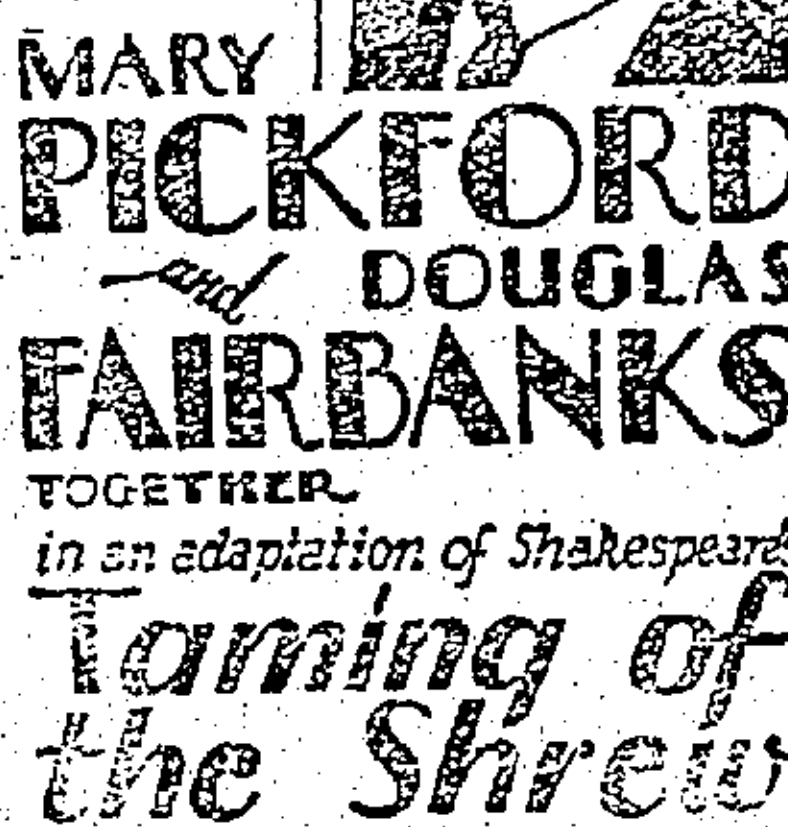 MARY
PICKFORD
and DOUGLAS
FAIRBANKS
TOGETHER
in an adaptation of Shakespeare's
Taming of
the Shrew